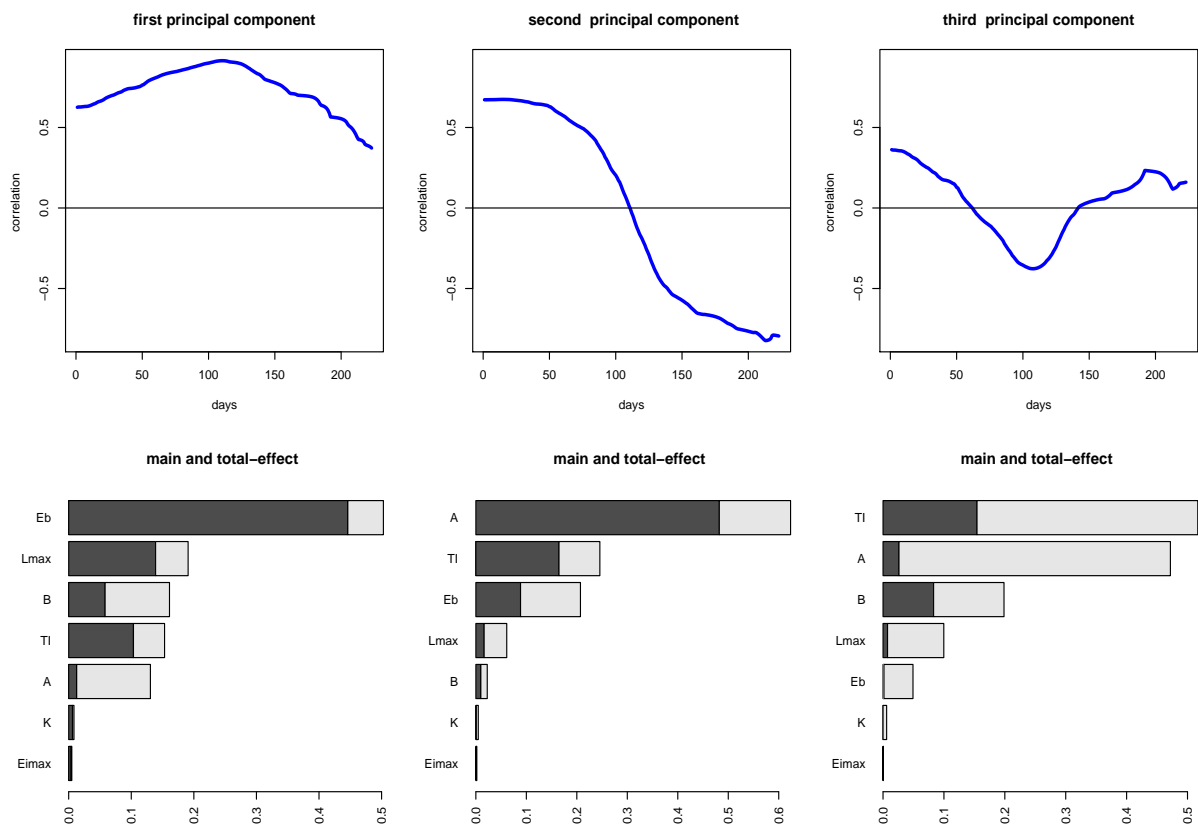 first principal component
second  principal component
third  principal component
correlation
0.5
0.0
−0.5
0
50
100
150
200
days
correlation
0.5
0.0
−0.5
0
50
100
150
200
days
correlation
0.5
0.0
−0.5
0
50
100
150
200
days
main and total−effect
main and total−effect
main and total−effect
Eb
Lmax
B
TI
A
K
Eimax
0.0
0.1
0.2
0.3
0.4
0.5
A
TI
Eb
Lmax
B
K
Eimax
0.0
0.1
0.2
0.3
0.4
0.5
0.6
TI
A
B
Lmax
Eb
K
Eimax
0.0
0.1
0.2
0.3
0.4
0.5